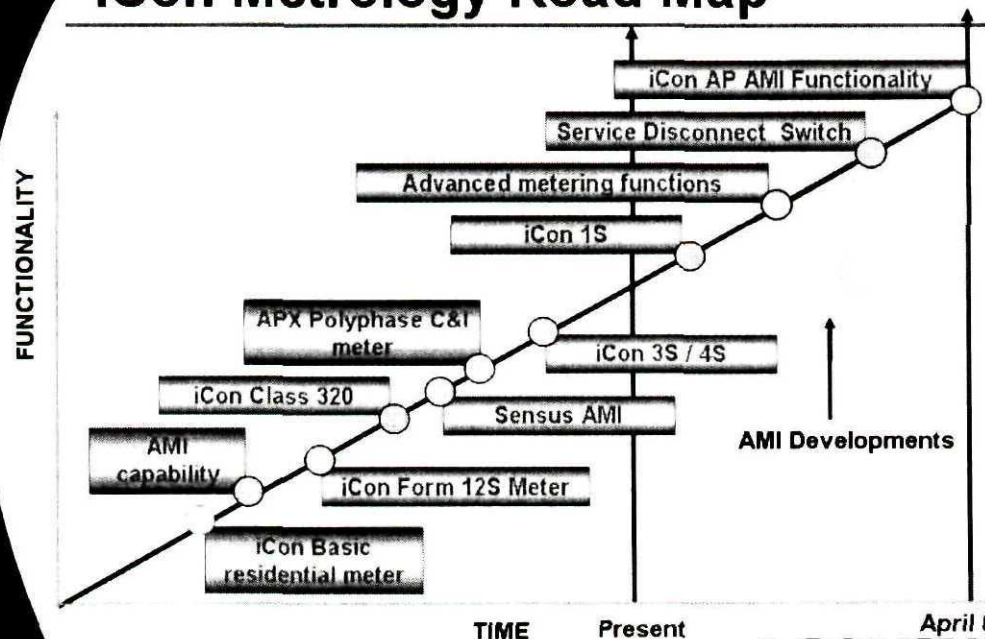 iCon Metrology Road Map
iCon AP AMI Functionality
Service Disconnect Switch
Advanced metering functions
iCon 1S
APX Polyphase C&I
meter
iCon 3S / 4S
iCon Class 320
Sensus AMI
AMI Developments
AMI
capability
iCon Form 12S Meter
iCon Basic
residential meter
FUNCTIONALITY
TIME
Present
April